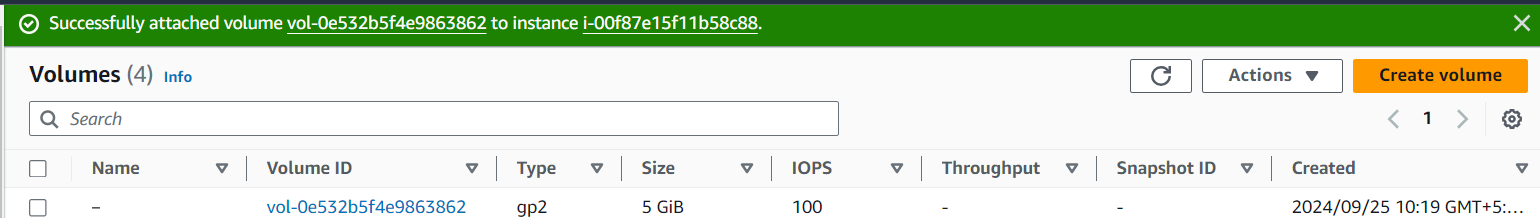 Successfully attached volume vol-0e532b5f4e9863862 to instance i-00f87e15f11b58c88.
Volumes (4) Info
Actions
Create volume
Search
1
Name Volume ID Type Size IOPS Throughput Snapshot ID Created
– vol-0e532b5f4e9863862 gp2 5 GiB 100 - - 2024/09/25 10:19 GMT+5:...